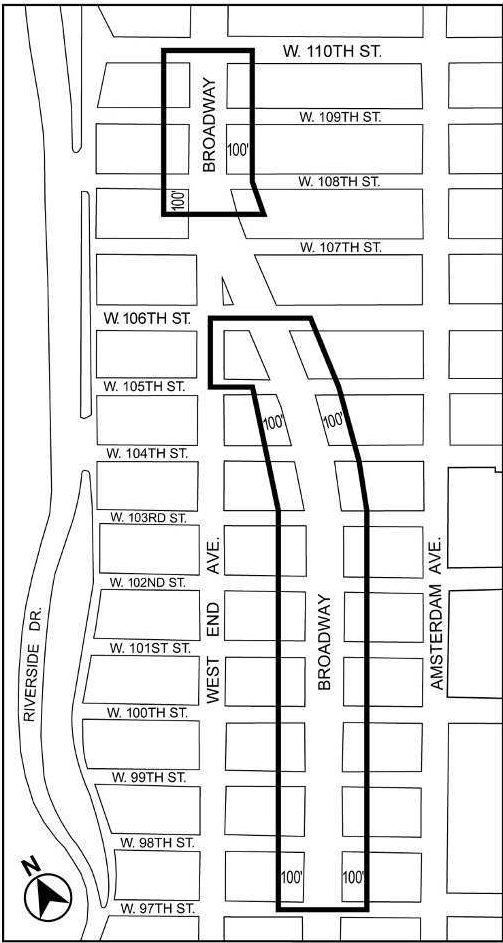 W. 110TH ST.
BROADWAY
W. 109TH ST.
100'
W. 108TH ST.
100'
W. 107TH ST.
W. 106TH ST.
W. 105TH ST.
100'
100'
W. 104TH ST.
W. 103RD ST.
WEST END AVE.
AMSTERDAM AVE.
W. 102ND ST.
BROADWAY
RIVERSIDE DR.
W. 101ST ST.
W. 100TH ST.
W. 99TH ST.
W. 98TH ST.
N
100'
100'
W. 97TH ST.